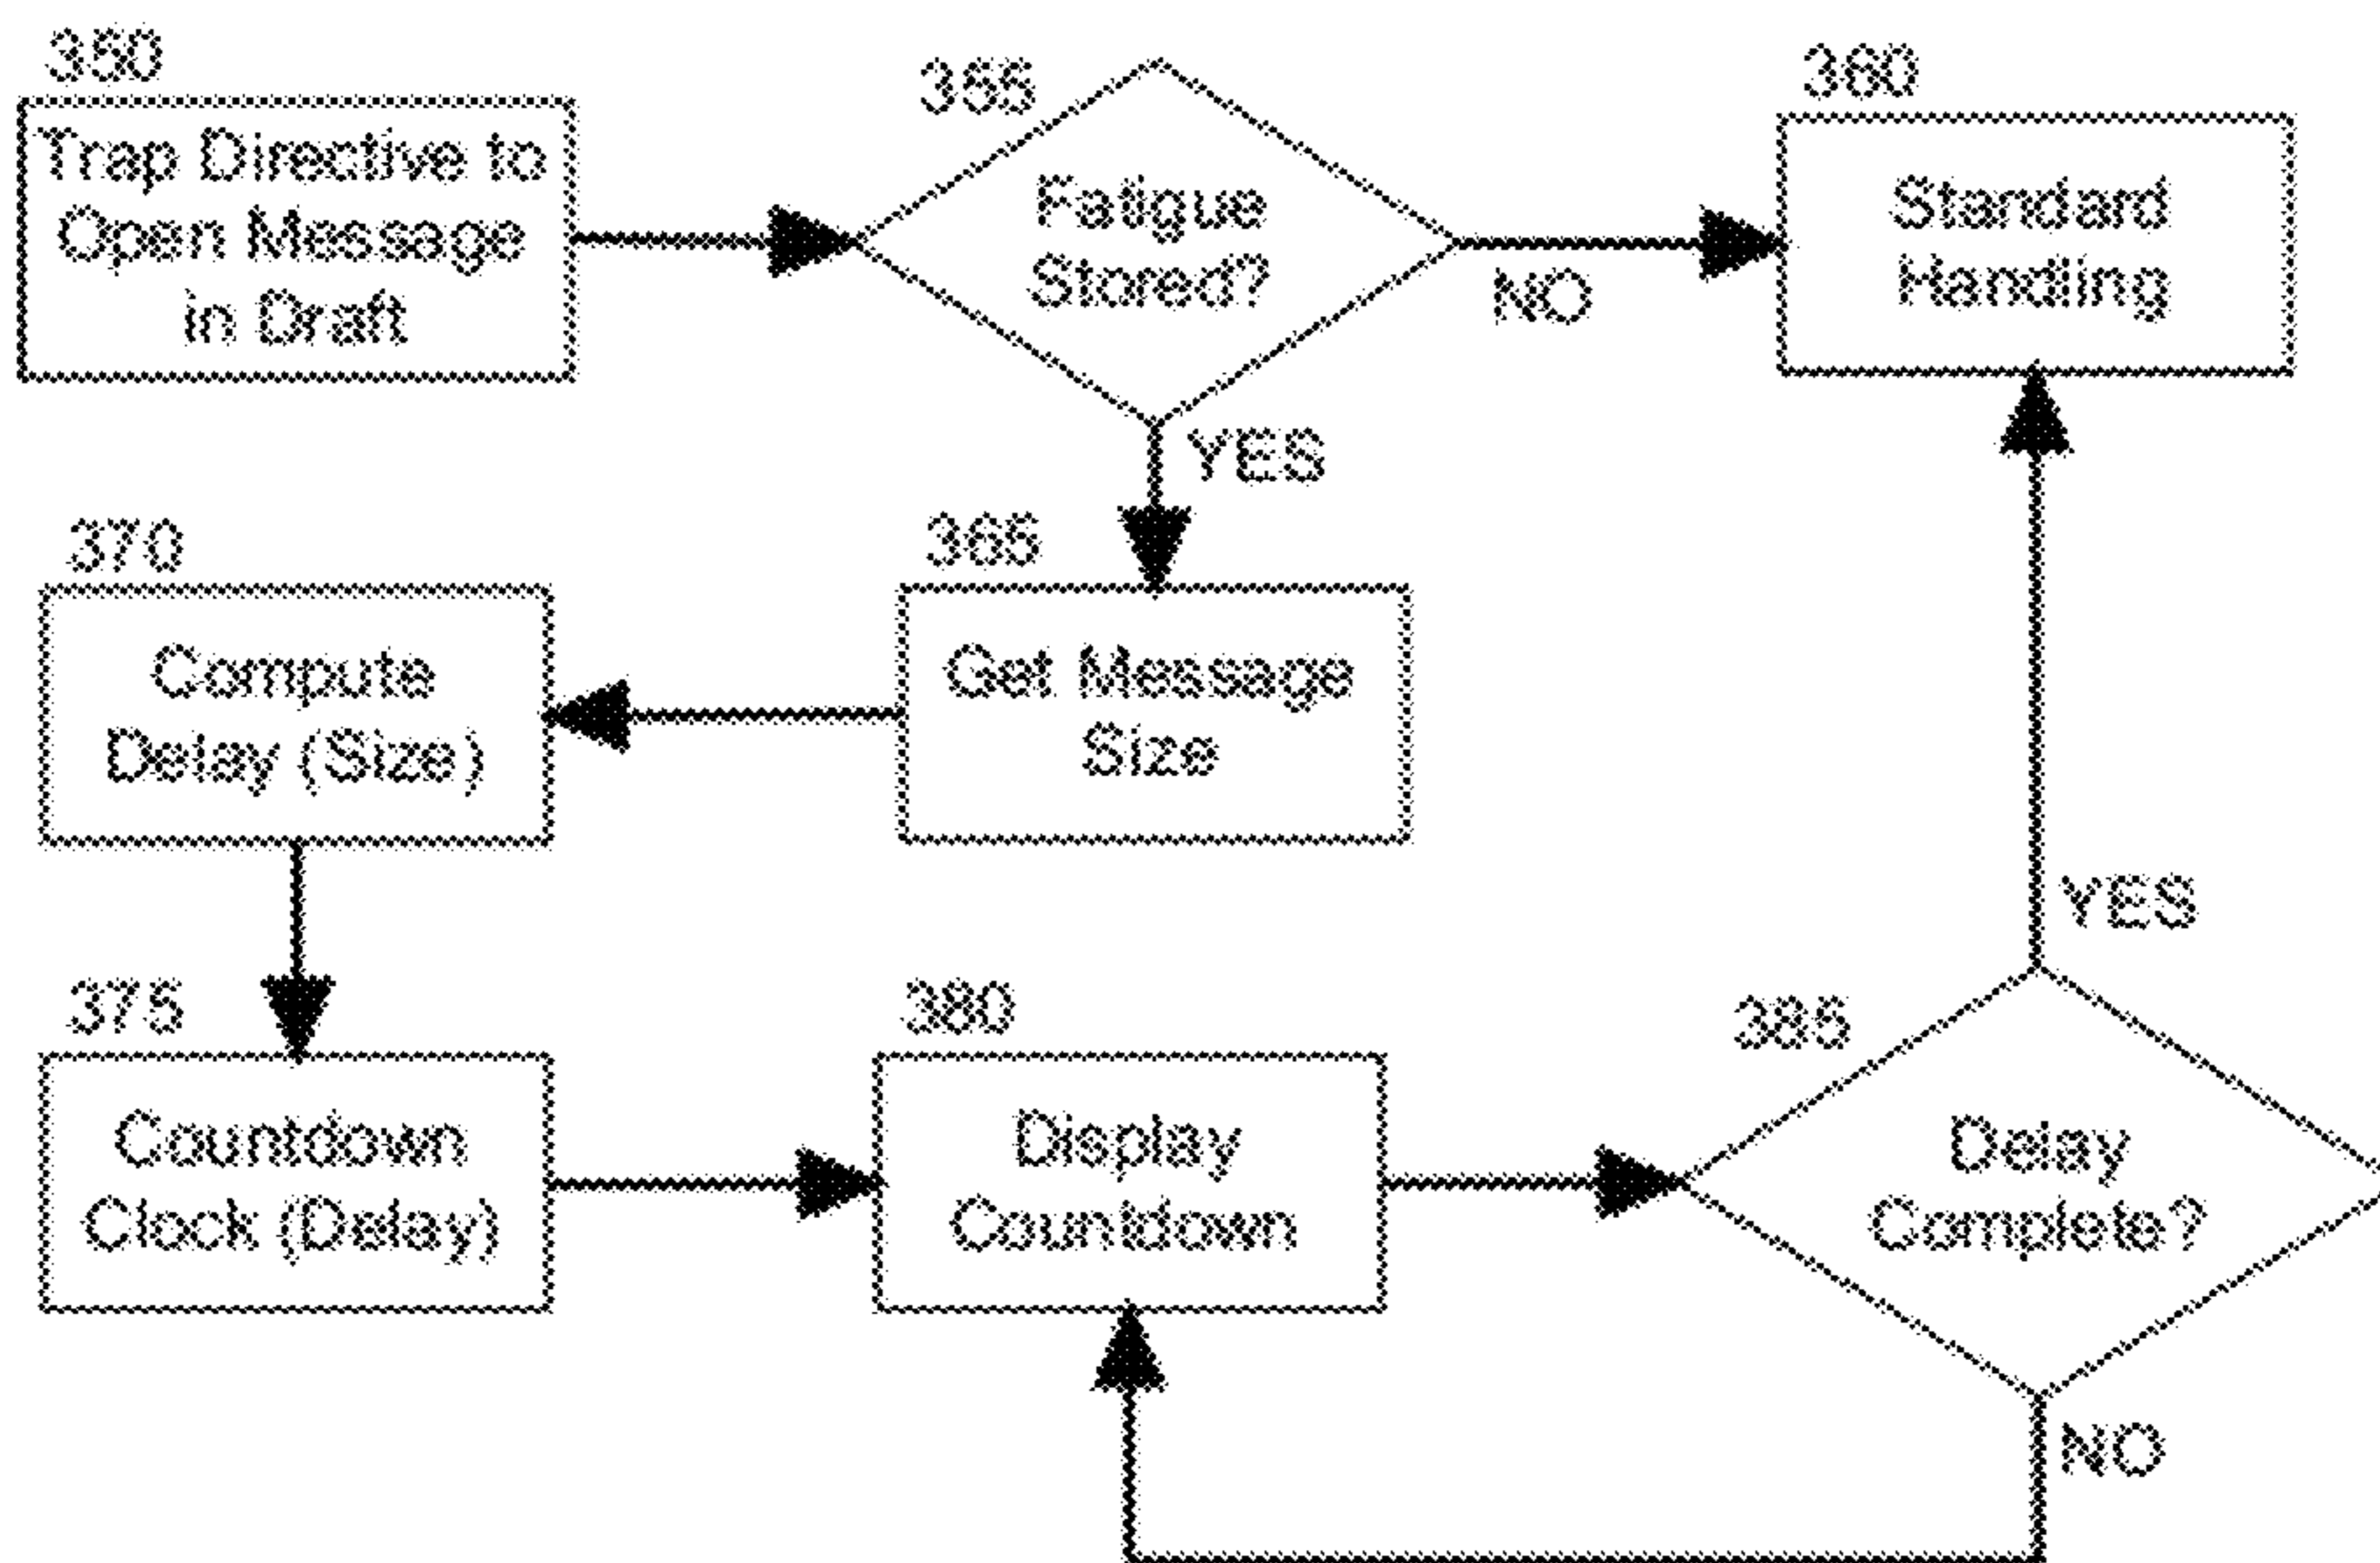 350
Trap Directive to
Open Message
in Draft
355
Fatigue
Stored?
NO
360
Standard
Handling
YES
365
Get Message
Size
370
Compute
Delay (Size)
375
Countdown
Clock (Delay)
380
Display
Countdown
385
Delay
Complete?
YES
NO